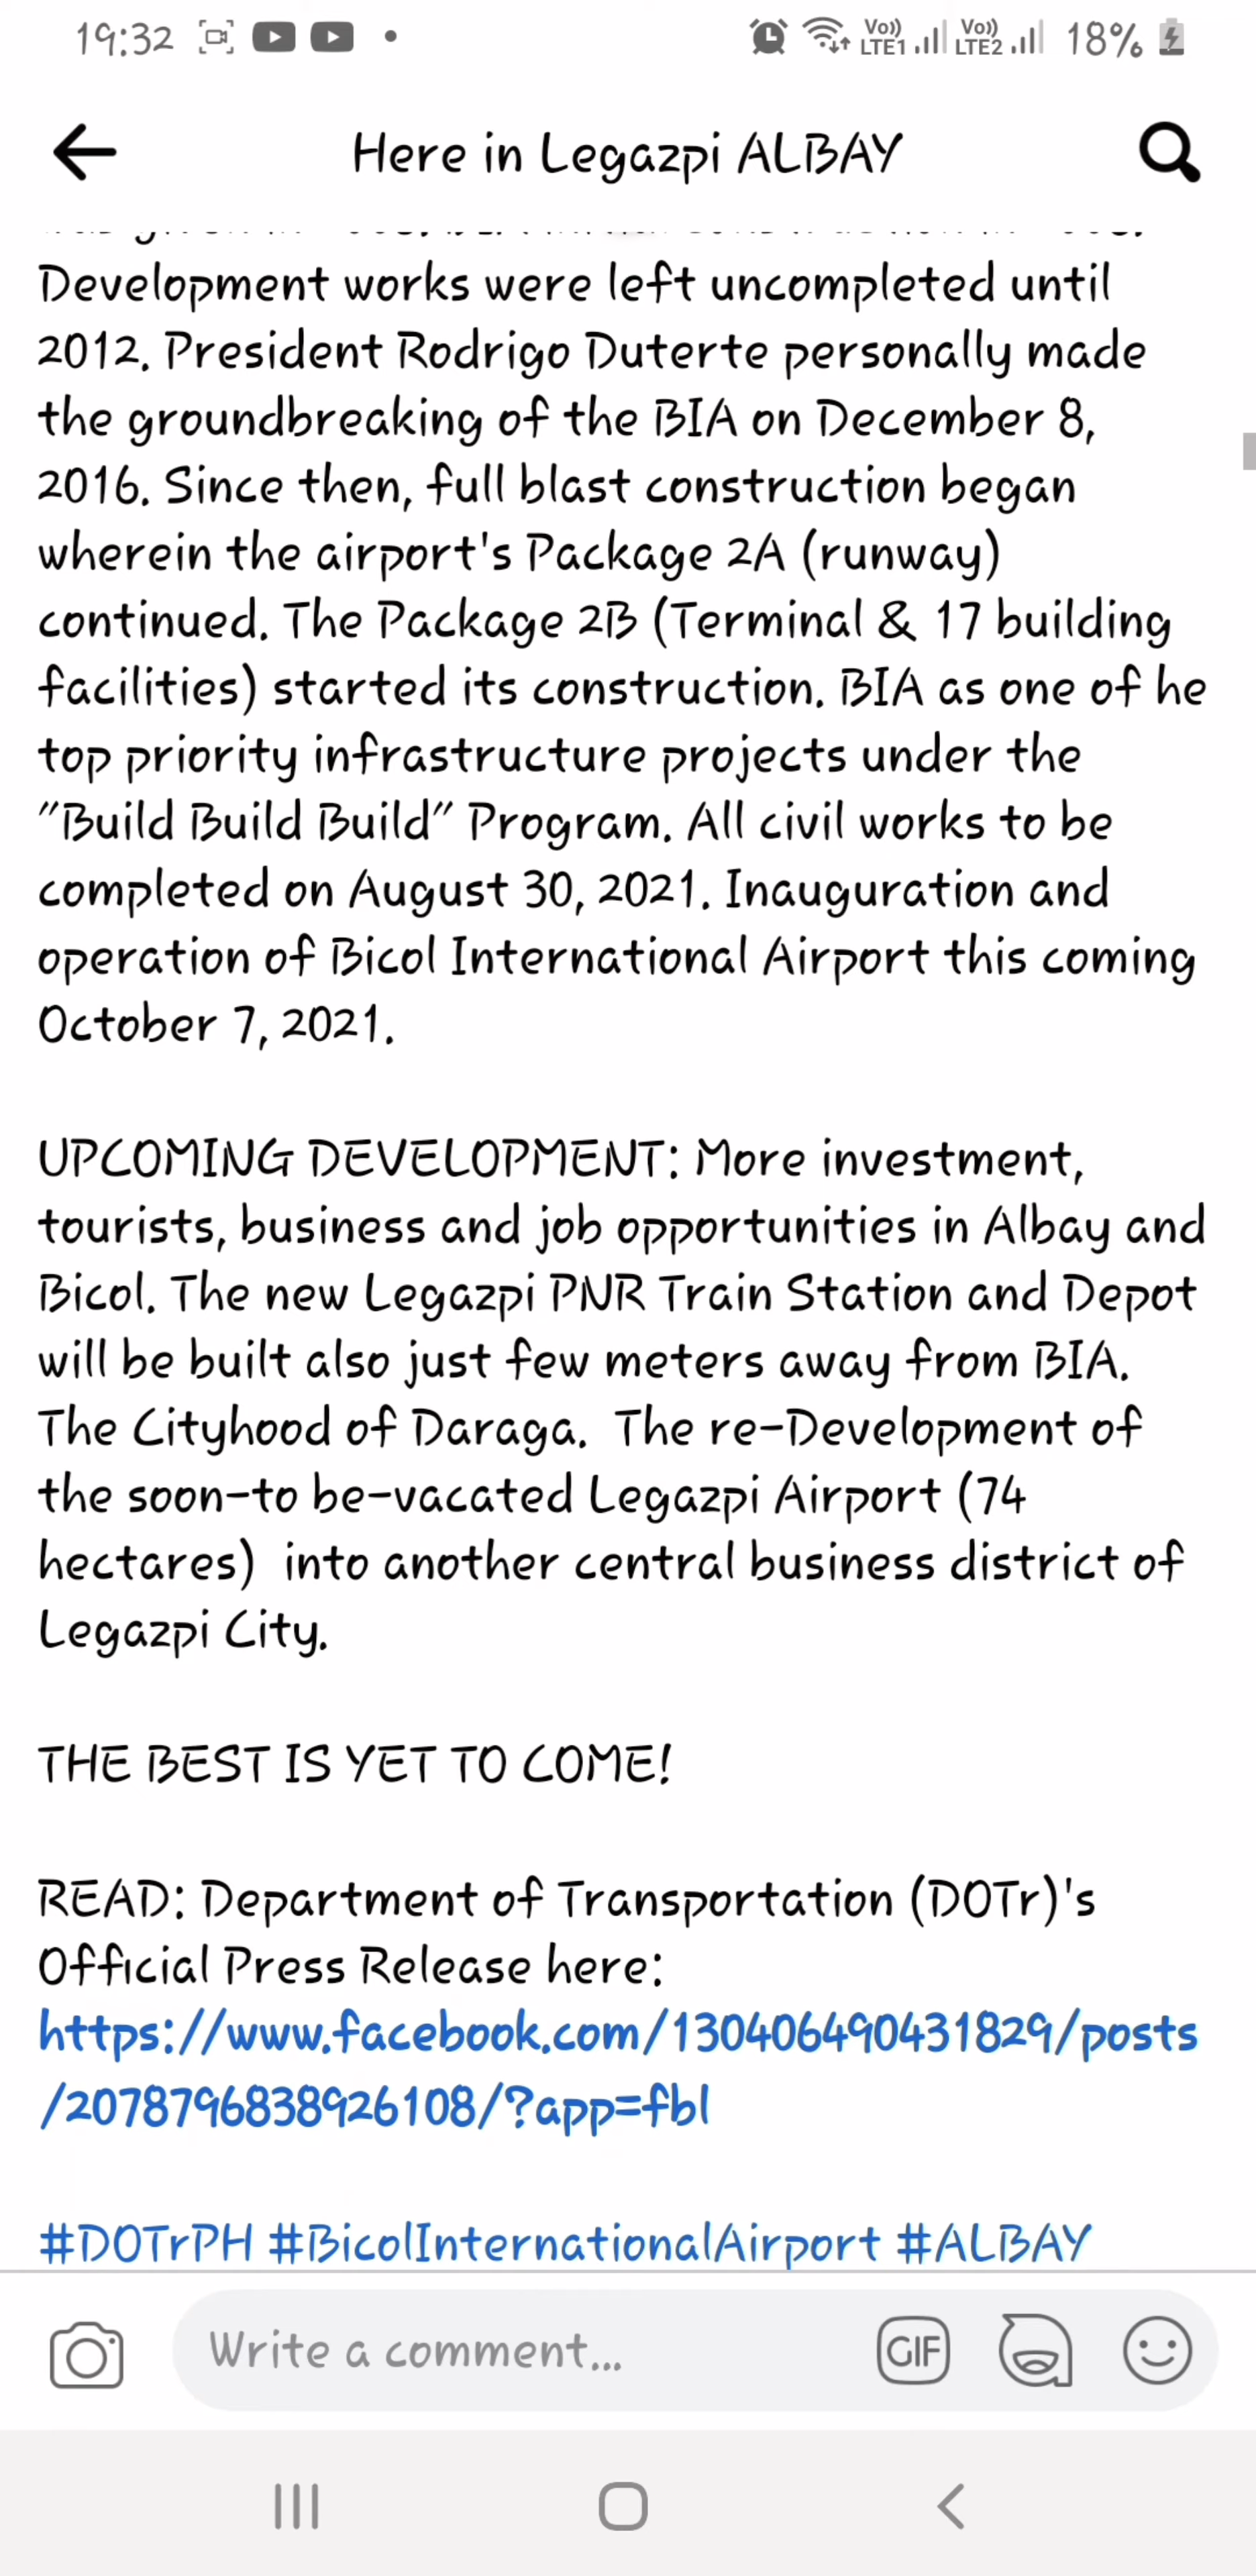 19:32
Vo)) LTE1 Vo)) LTE2 18%
Here in Legazpi ALBAY
Development works were left uncompleted until
2012. President Rodrigo Duterte personally made
the groundbreaking of the BIA on December 8,
2016. Since then, full blast construction began
wherein the airport's Package 2A (runway)
continued. The Package 2B (Terminal & 17 building
facilities) started its construction. BIA as one of he
top priority infrastructure projects under the
"Build Build Build" Program. All civil works to be
completed on August 30, 2021. Inauguration and
operation of Bicol International Airport this coming
October 7, 2021.
UPCOMING DEVELOPMENT: More investment,
tourists, business and job opportunities in Albay and
Bicol. The new Legazpi PNR Train Station and Depot
will be built also just few meters away from BIA.
The Cityhood of Daraga.  The re-Development of
the soon-to be-vacated Legazpi Airport (74
hectares)  into another central business district of
Legazpi City.
THE BEST IS YET TO COME!
READ: Department of Transportation (DOTr)'s
Official Press Release here:
https://www.facebook.com/130406490431829/posts
/2078796838926108/?app=fbl
#DOTrPH #BicolInternationalAirport #ALBAY
Write a comment...
GIF